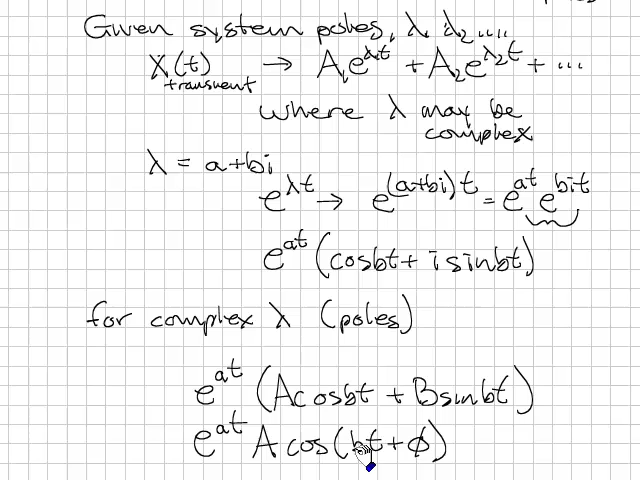 Given system poles, λ, λ₂ ....
X(t) transient → A₁e^λ₁t + A₂e^λ₂t + ...
where λ may be
complex
λ = a+bi
e^λt → e^(a+bi)t = e^at e^bit
e^at (cosbt + i sinbt)
for complex λ (poles)
e^at (Acosbt + Bsinbt)
e^at A cos(bt+ϕ)